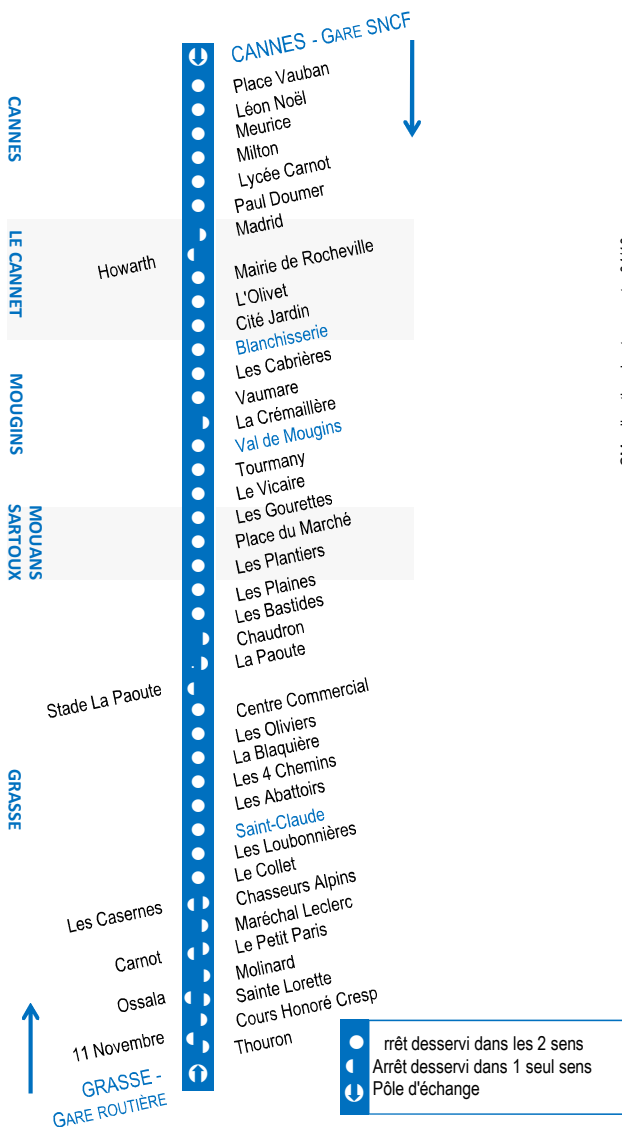 CANNES - GARE SNCF
Place Vauban
Léon Noël
Meurice
Milton
Lycée Carnot
Paul Doumer
Madrid
Howarth
Mairie de Rocheville
L'Olivet
Cité Jardin
Blanchisserie
Les Cabrières
Vaumare
La Crémaillère
Val de Mougins
Tourmany
Le Vicaire
Les Gourettes
Place du Marché
Les Plantiers
Les Plaines
Les Bastides
Chaudron
La Paoute
Stade La Paoute
Centre Commercial
Les Oliviers
La Blaquière
Les 4 Chemins
Les Abattoirs
Saint-Claude
Les Loubonnières
Le Collet
Chasseurs Alpins
Les Casernes
Maréchal Leclerc
Le Petit Paris
Carnot
Molinard
Sainte Lorette
Ossala
Cours Honoré Cresp
Thouron
11 Novembre
GRASSE -
GARE ROUTIÈRE
CANNES
LE CANNET
MOUGINS
MOUANS
SARTOUX
GRASSE
rrêt desservi dans les 2 sens
Arrêt desservi dans 1 seul sens
Pôle d'échange